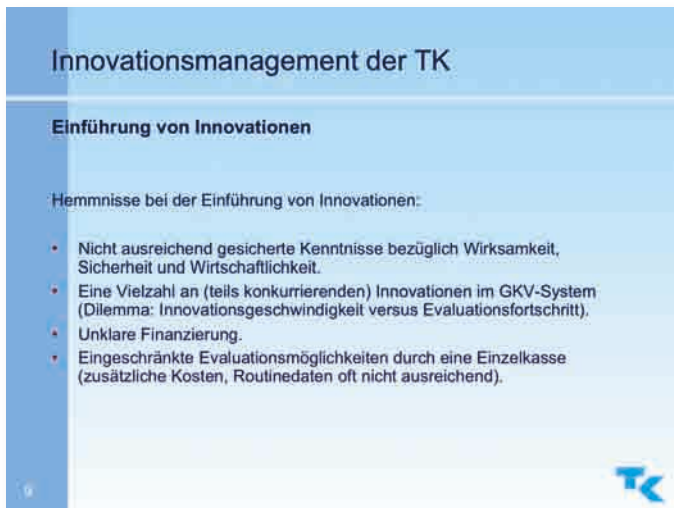 Innovationsmanagement der TK
Einführung von Innovationen
Hemmnisse bei der Einführung von Innovationen:
• Nicht ausreichend gesicherte Kenntnisse bezüglich Wirksamkeit,
Sicherheit und Wirtschaftlichkeit.
• Eine Vielzahl an (teils konkurrierenden) Innovationen im GKV-System
(Dilemma: Innovationsgeschwindigkeit versus Evaluationsfortschritt).
• Unklare Finanzierung.
• Eingeschränkte Evaluationsmöglichkeiten durch eine Einzelkasse
(zusätzliche Kosten, Routinedaten oft nicht ausreichend).
TK